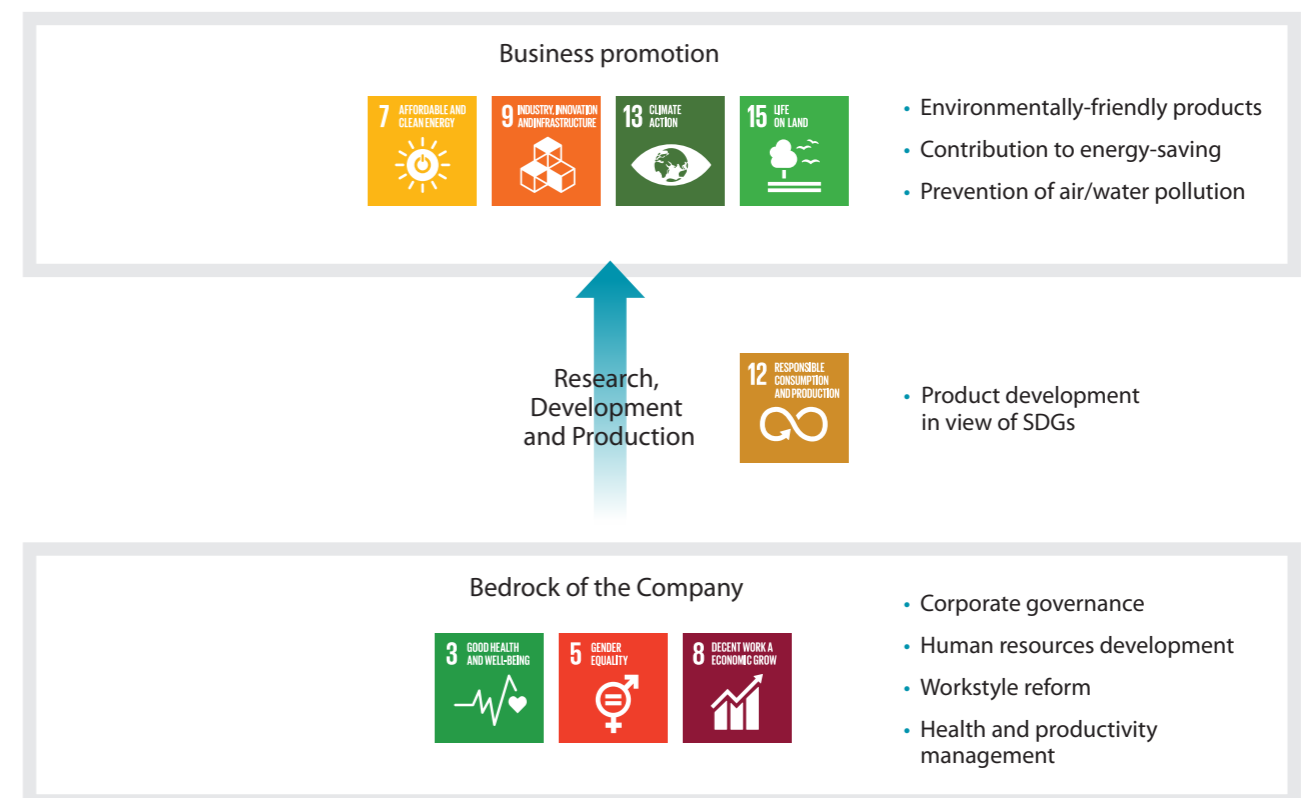 Business promotion
7 AFFORDABLE AND
CLEAN ENERGY
9 INDUSTRY, INNOVATION
AND INFRASTRUCTURE
13 CLIMATE
ACTION
15 LIFE
ON LAND
• Environmentally-friendly products
• Contribution to energy-saving
• Prevention of air/water pollution
Research,
Development
and Production
12 RESPONSIBLE
CONSUMPTION
AND PRODUCTION
• Product development
in view of SDGs
Bedrock of the Company
3 GOOD HEALTH
AND WELL-BEING
5 GENDER
EQUALITY
8 DECENT WORK A
ECONOMIC GROW
• Corporate governance
• Human resources development
• Workstyle reform
• Health and productivity
management